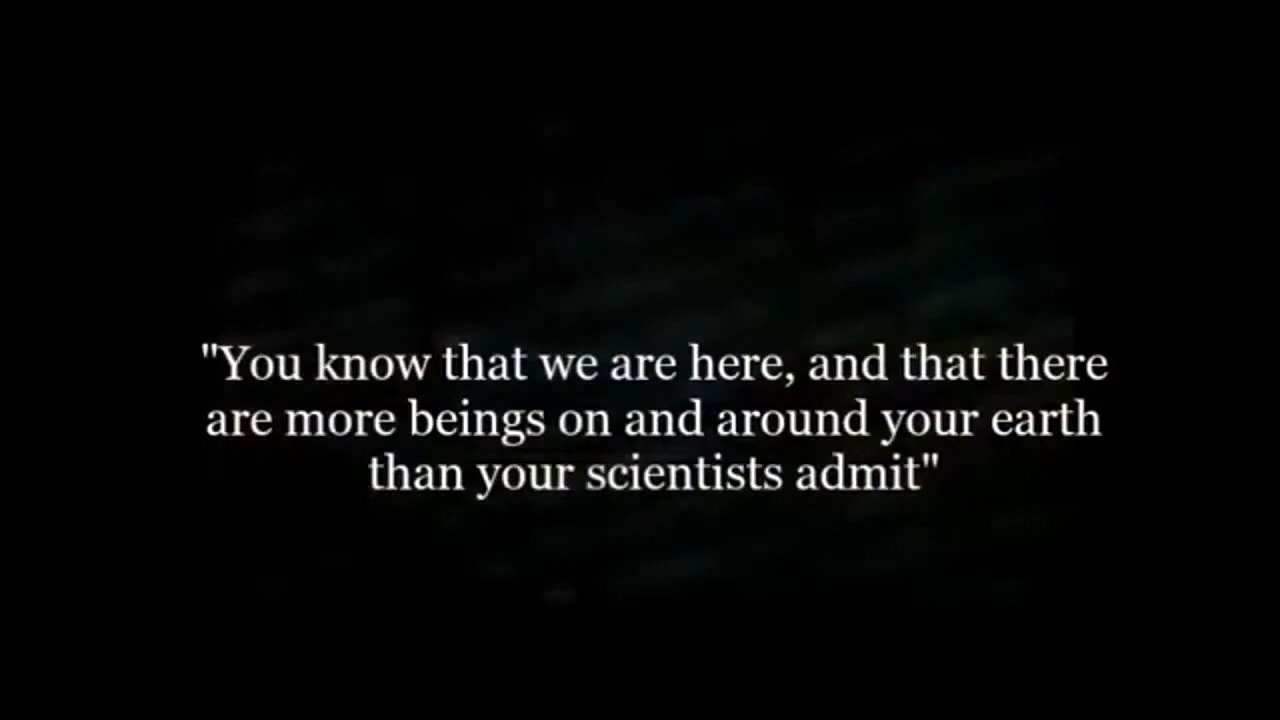 "You know that we are here, and that there
are more beings on and around your earth
than your scientists admit"